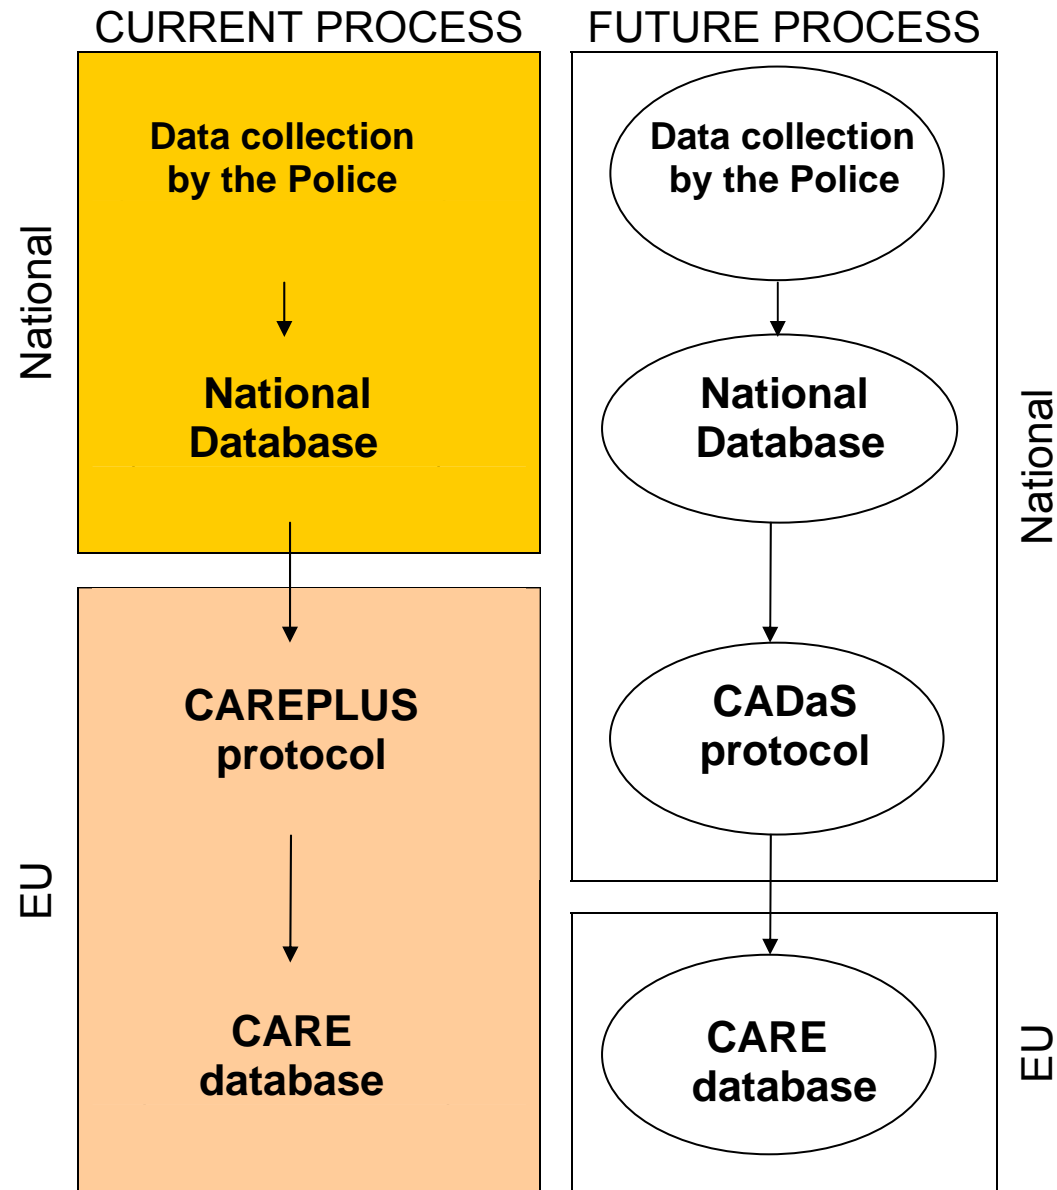 CURRENT PROCESS
FUTURE PROCESS
National
Data collection
by the Police
National
Database
EU
CAREPLUS
protocol
CARE
database
Data collection
by the Police
National
Database
CADaS
protocol
National
CARE
database
EU